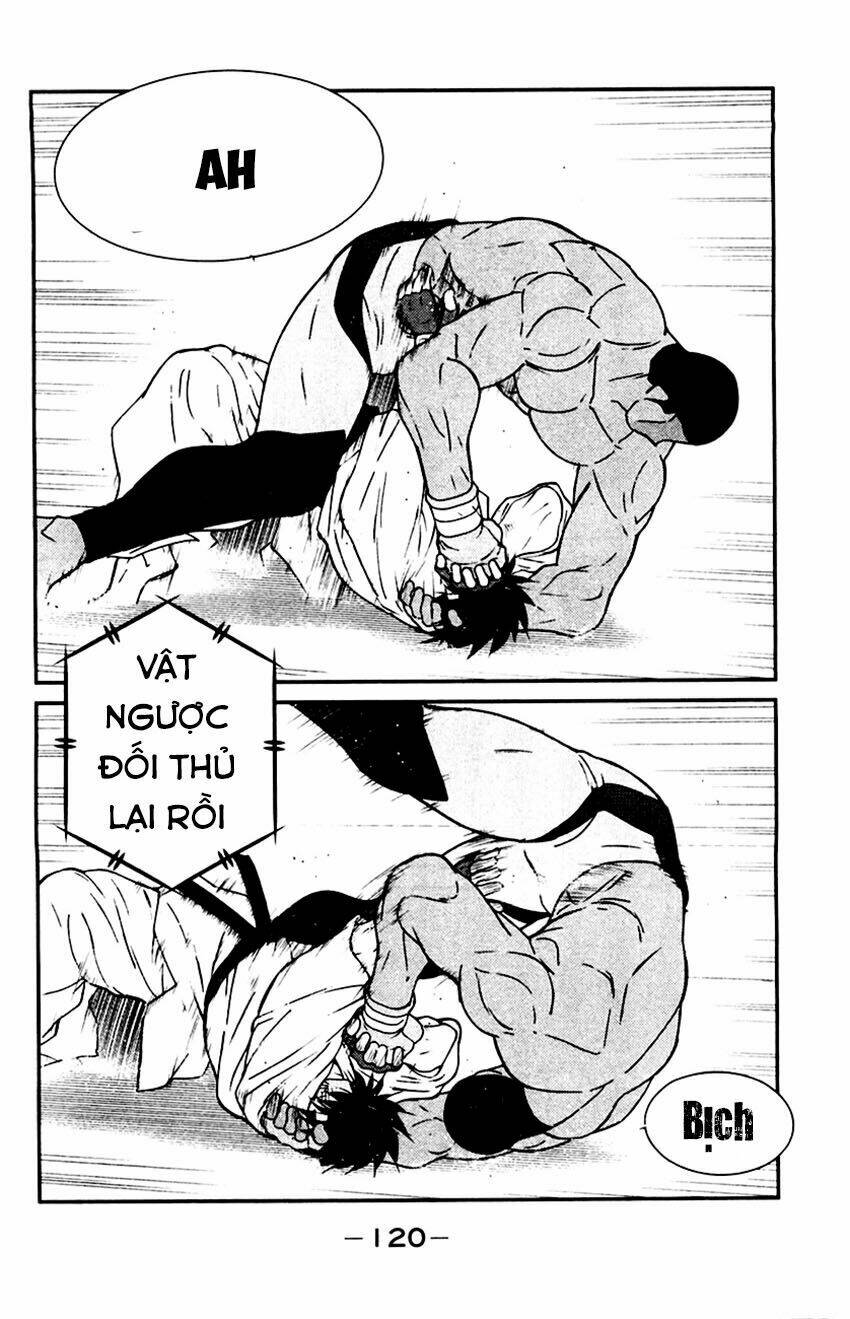 AH
VẬT
NGƯỢC
ĐỐI THỦ
LẠI RỒI
BỊCH
—120—